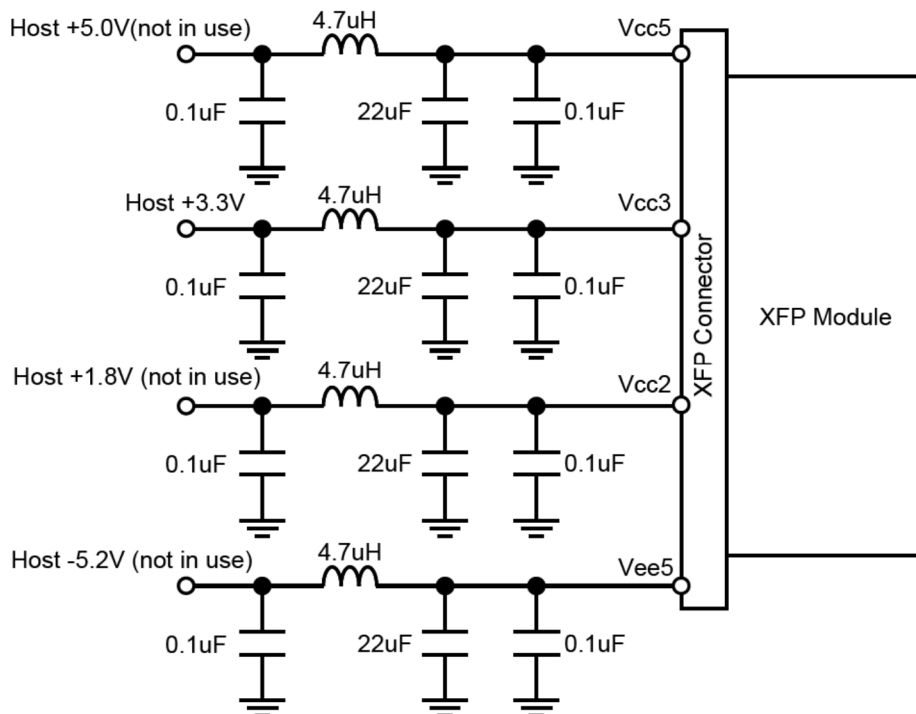 Host +5.0V(not in use)
4.7uH
Vcc5
0.1uF
22uF
0.1uF
Host +3.3V
4.7uH
Vcc3
0.1uF
22uF
0.1uF
XFP Connector
XFP Module
Host +1.8V (not in use)
4.7uH
Vcc2
0.1uF
22uF
0.1uF
Host -5.2V (not in use)
4.7uH
Vee5
0.1uF
22uF
0.1uF